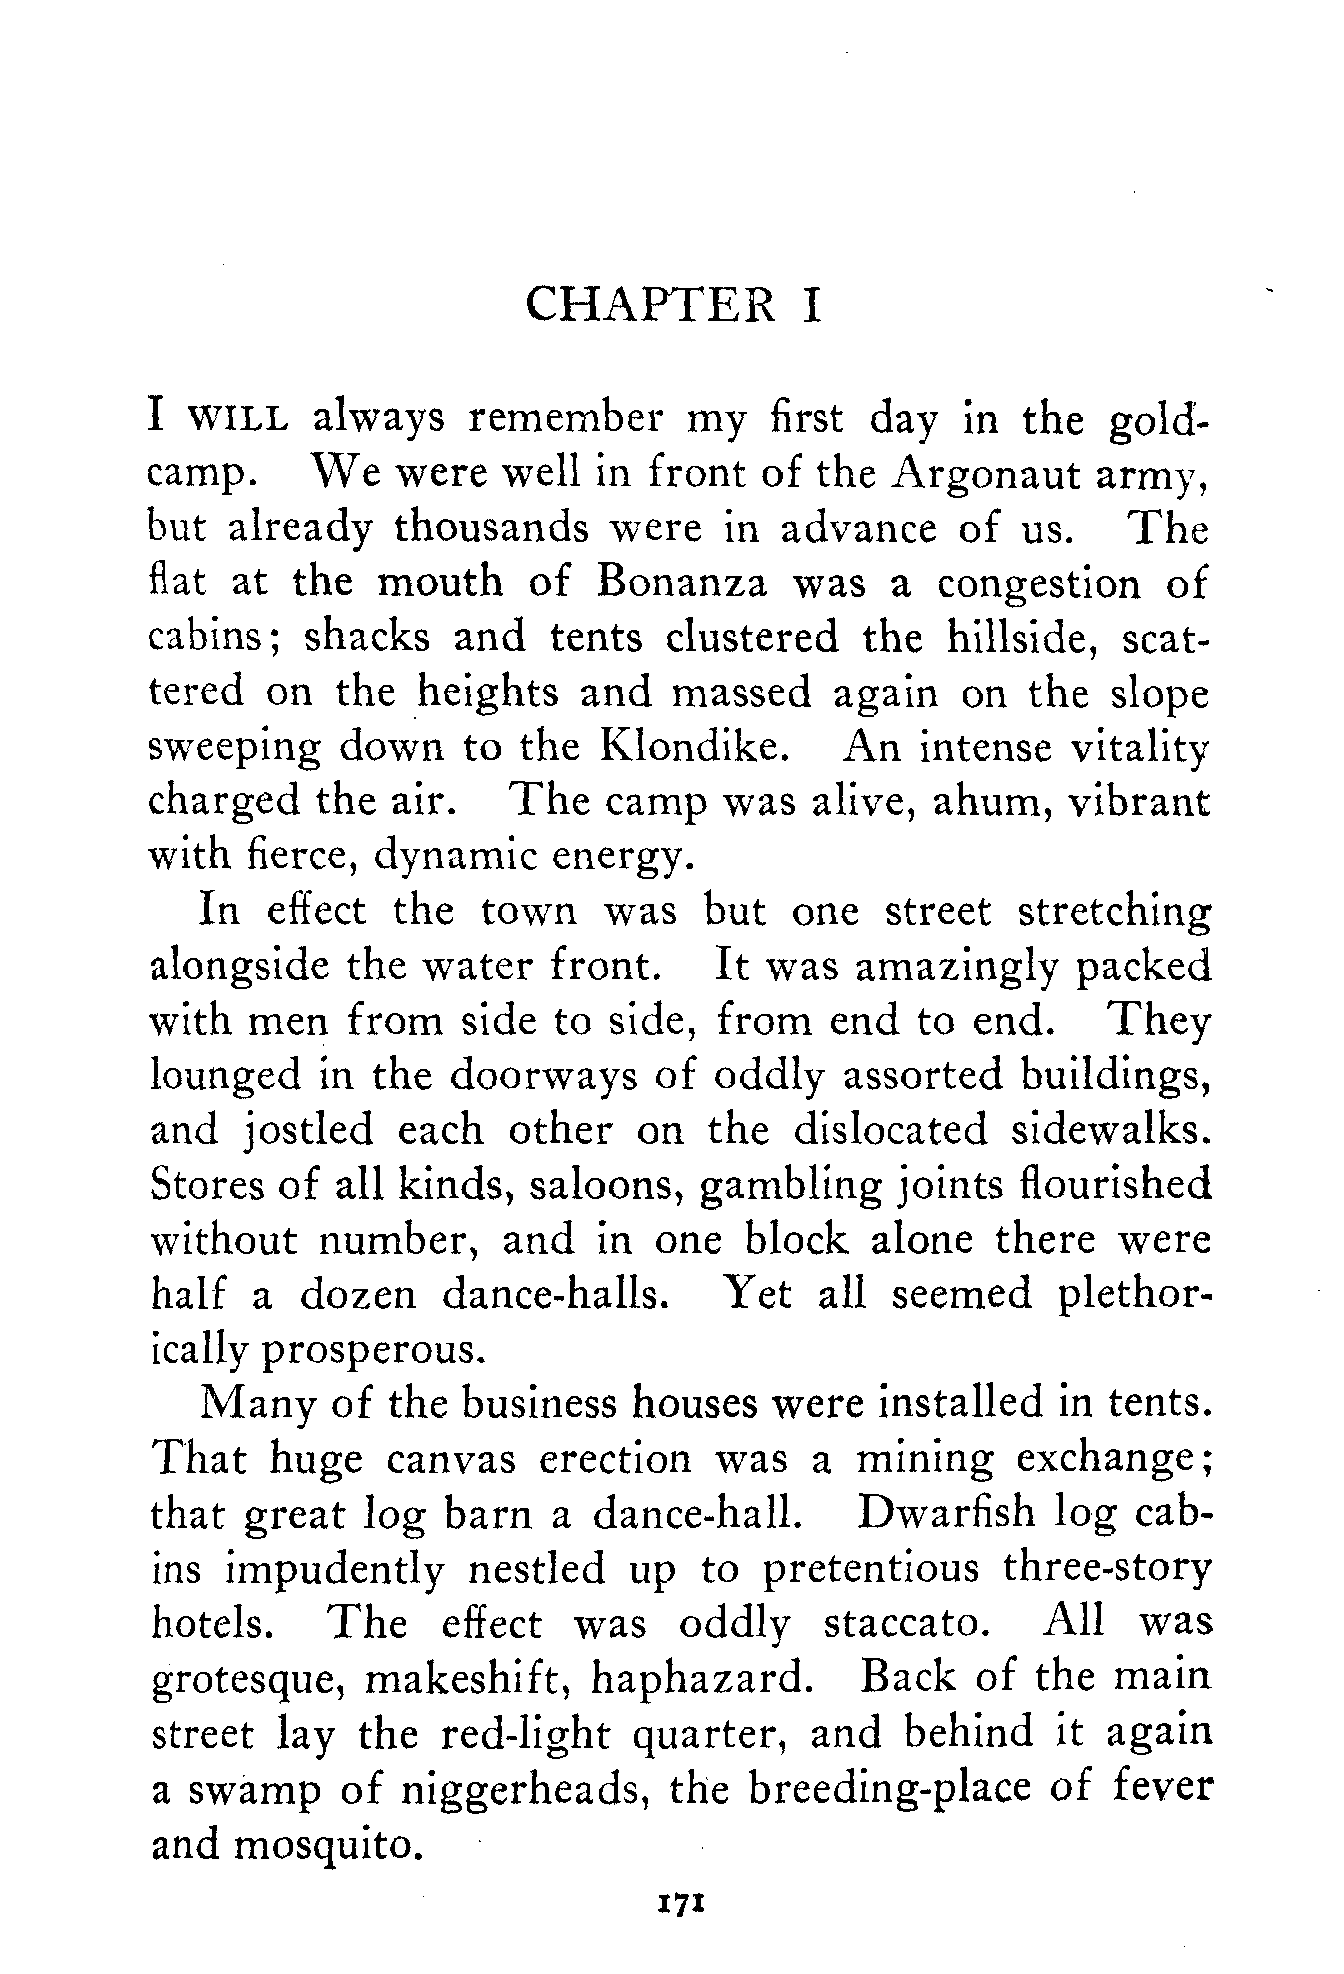 CHAPTER I
I WILL always remember my first day in the gold-
camp. We were well in front of the Argonaut army,
but already thousands were in advance of us. The
flat at the mouth of Bonanza was a congestion of
cabins; shacks and tents clustered the hillside, scat-
tered on the heights and massed again on the slope
sweeping down to the Klondike. An intense vitality
charged the air. The camp was alive, ahum, vibrant
with fierce, dynamic energy.
In effect the town was but one street stretching
alongside the water front. It was amazingly packed
with men from side to side, from end to end. They
lounged in the doorways of oddly assorted buildings,
and jostled each other on the dislocated sidewalks.
Stores of all kinds, saloons, gambling joints flourished
without number, and in one block alone there were
half a dozen dance-halls. Yet all seemed plethor-
ically prosperous.
Many of the business houses were installed in tents.
That huge canvas erection was a mining exchange;
that great log barn a dance-hall. Dwarfish log cab-
ins impudently nestled up to pretentious three-story
hotels. The effect was oddly staccato. All was
grotesque, makeshift, haphazard. Back of the main
street lay the red-light quarter, and behind it again
a swamp of niggerheads, the breeding-place of fever
and mosquito.
171